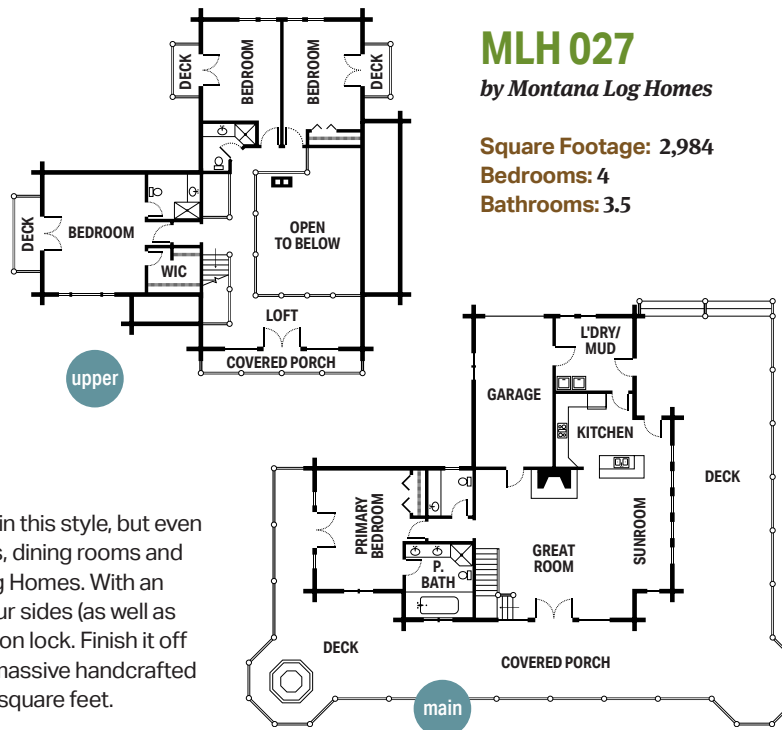 MLH 027
by Montana Log Homes
Square Footage: 2,984
Bedrooms: 4
Bathrooms: 3.5
DECK
BEDROOM
BEDROOM
DECK
DECK
BEDROOM
WIC
OPEN
TO BELOW
LOFT
COVERED PORCH
upper
L'DRY/
MUD
GARAGE
KITCHEN
DECK
PRIMARY
BEDROOM
P.
BATH
GREAT
ROOM
SUNROOM
DECK
COVERED PORCH
main
in this style, but even
s, dining rooms and
g Homes. With an
ur sides (as well as
on lock. Finish it off
massive handcrafted
square feet.